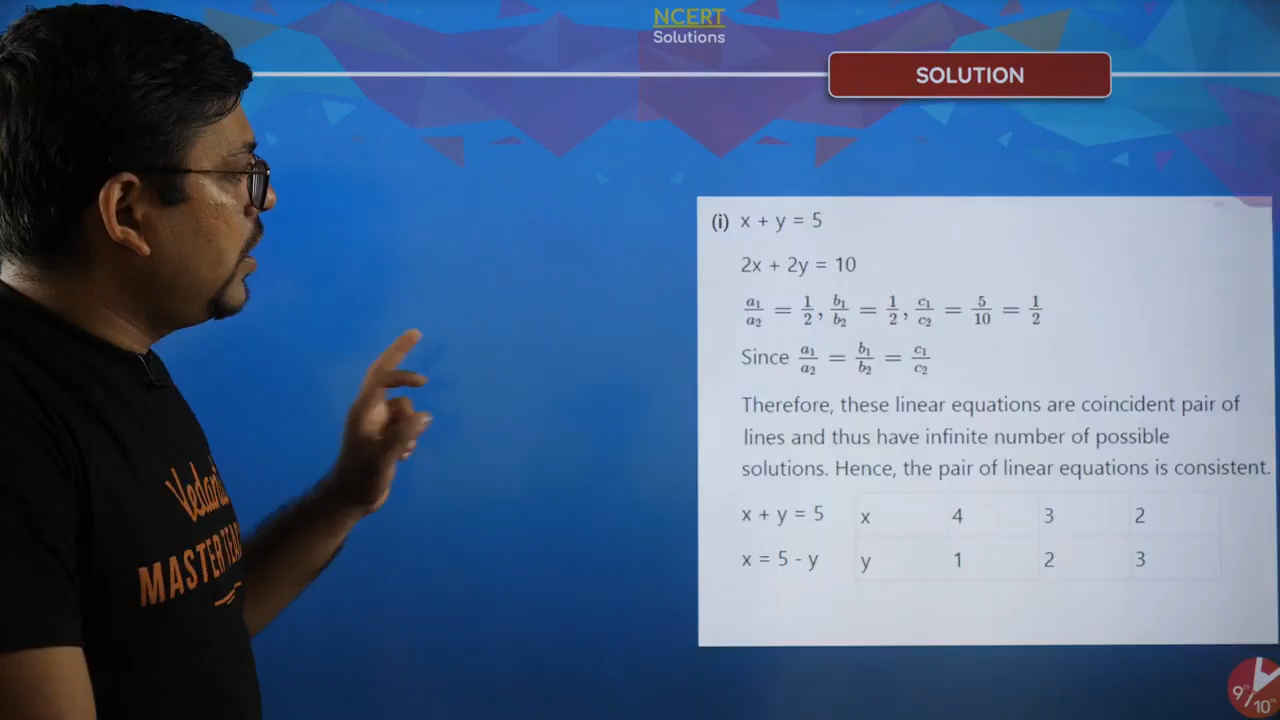 NCERT
Solutions
SOLUTION
(i) x + y = 5
2x + 2y = 10
a₁/a₂ = 1/2, b₁/b₂ = 1/2, c₁/c₂ = 5/10 = 1/2
Since a₁/a₂ = b₁/b₂ = c₁/c₂
Therefore, these linear equations are coincident pair of
lines and thus have infinite number of possible
solutions. Hence, the pair of linear equations is consistent.
x + y = 5 x 4 3 2
x = 5 - y y 1 2 3
MASTER
9ᵗʰ/10ᵗʰ